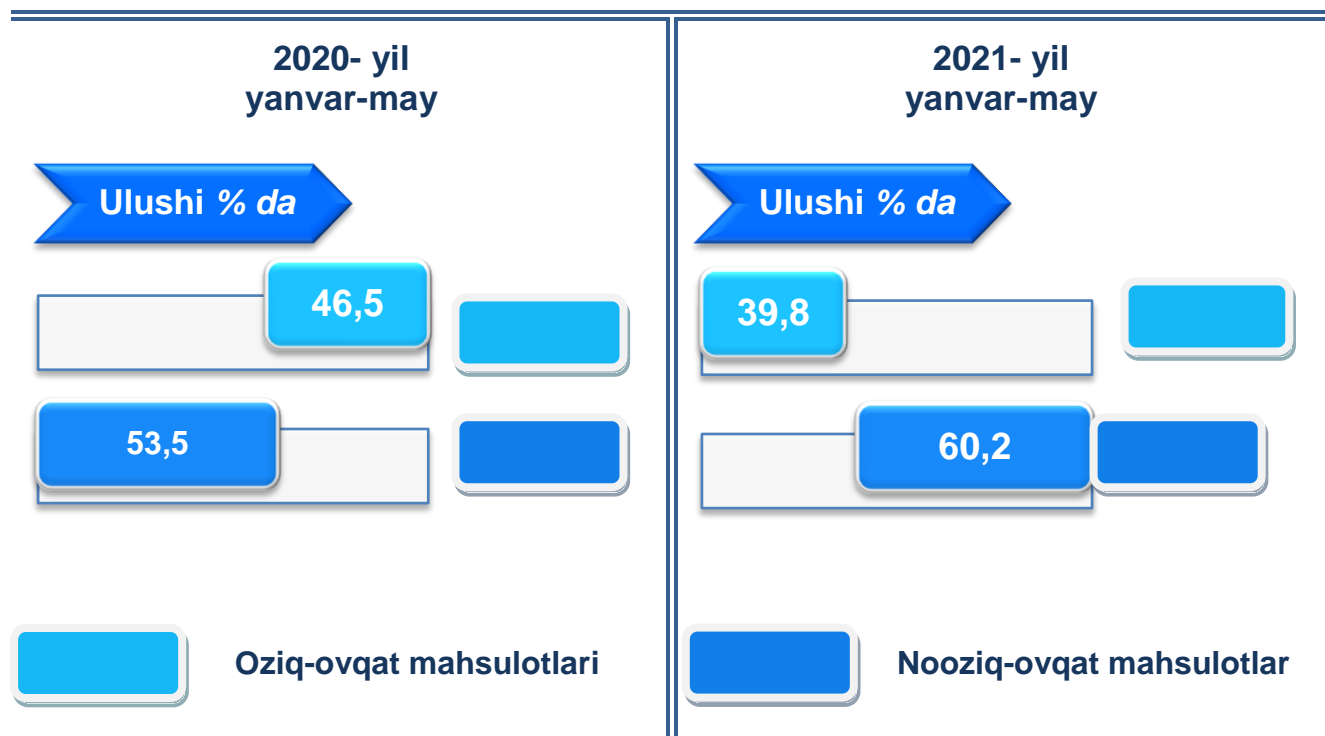 2020- yil
yanvar-may
Ulushi % da
46,5
53,5
2021- yil
yanvar-may
Ulushi % da
39,8
60,2
Oziq-ovqat mahsulotlari
Nooziq-ovqat mahsulotlar